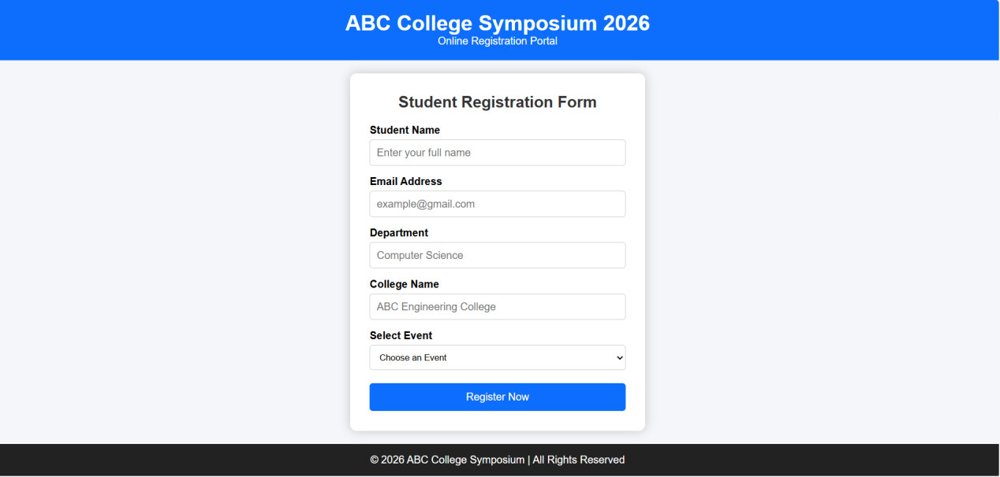 ABC College Symposium 2026
Online Registration Portal
Student Registration Form
Student Name
Enter your full name
Email Address
example@gmail.com
Department
Computer Science
College Name
ABC Engineering College
Select Event
Choose an Event
Register Now
© 2026 ABC College Symposium | All Rights Reserved